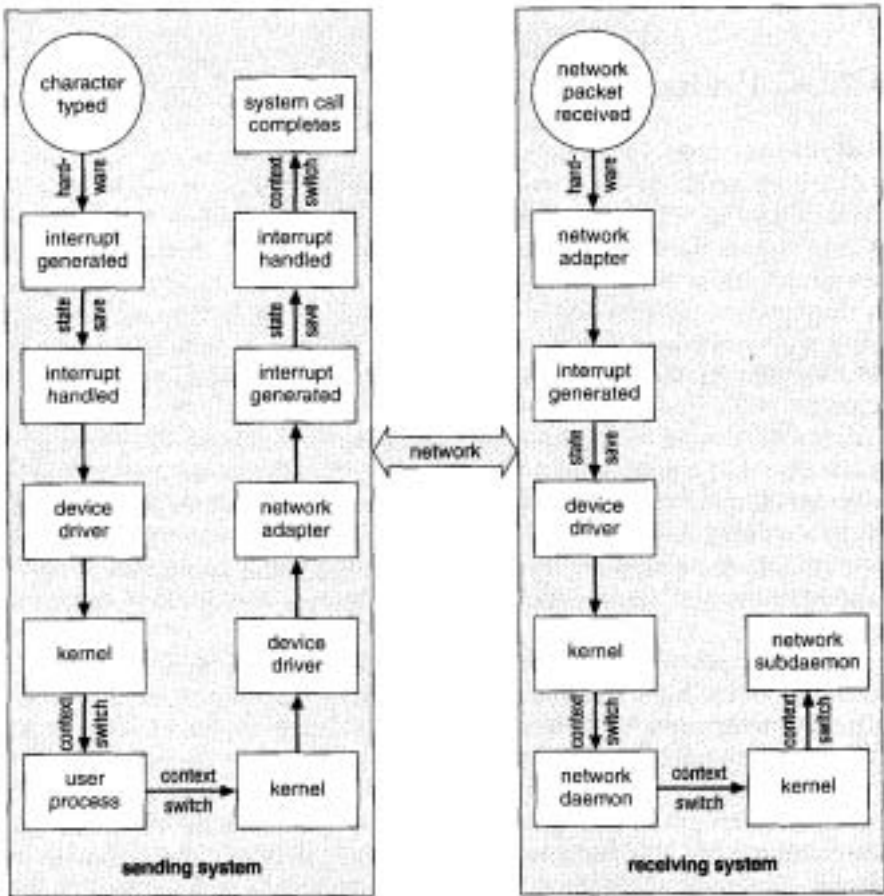 character
typed
hard-
ware
interrupt
generated
state
save
interrupt
handled
device
driver
kernel
context
switch
user
process
context
switch
kernel
device
driver
network
adapter
interrupt
generated
state
save
interrupt
handled
context
switch
system call
completes
sending system
network
network
packet
received
hard-
ware
network
adapter
interrupt
generated
state
save
device
driver
kernel
context
switch
network
daemon
context
switch
kernel
context
switch
network
subdaemon
receiving system